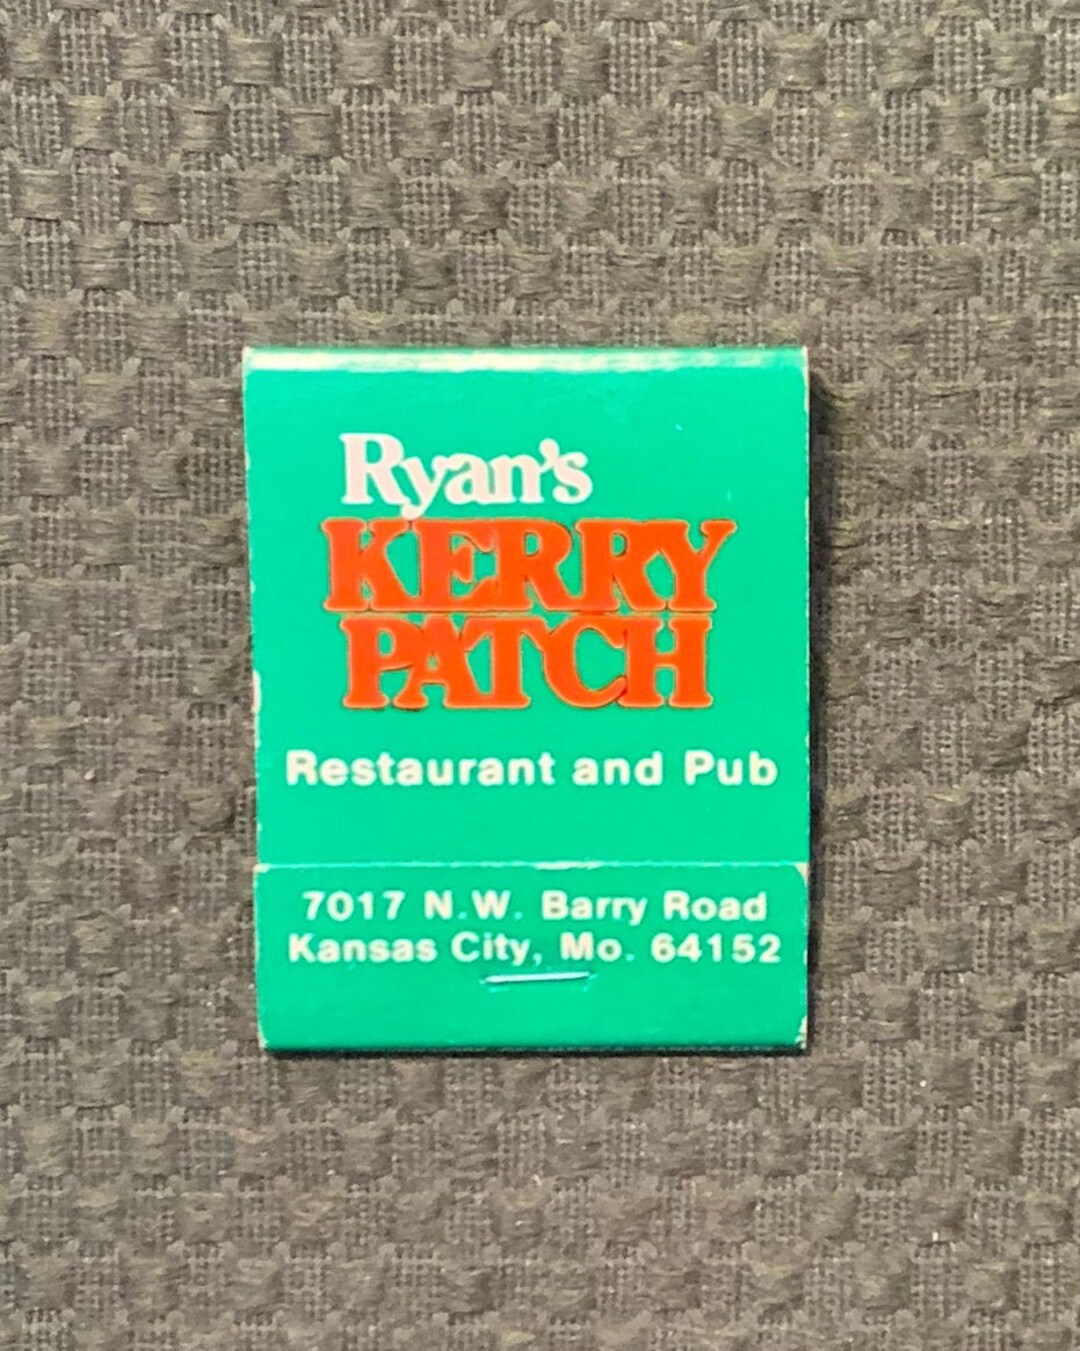 Ryan's
KERRY
PATCH
Restaurant and Pub
7017 N.W. Barry Road
Kansas City, Mo. 64152